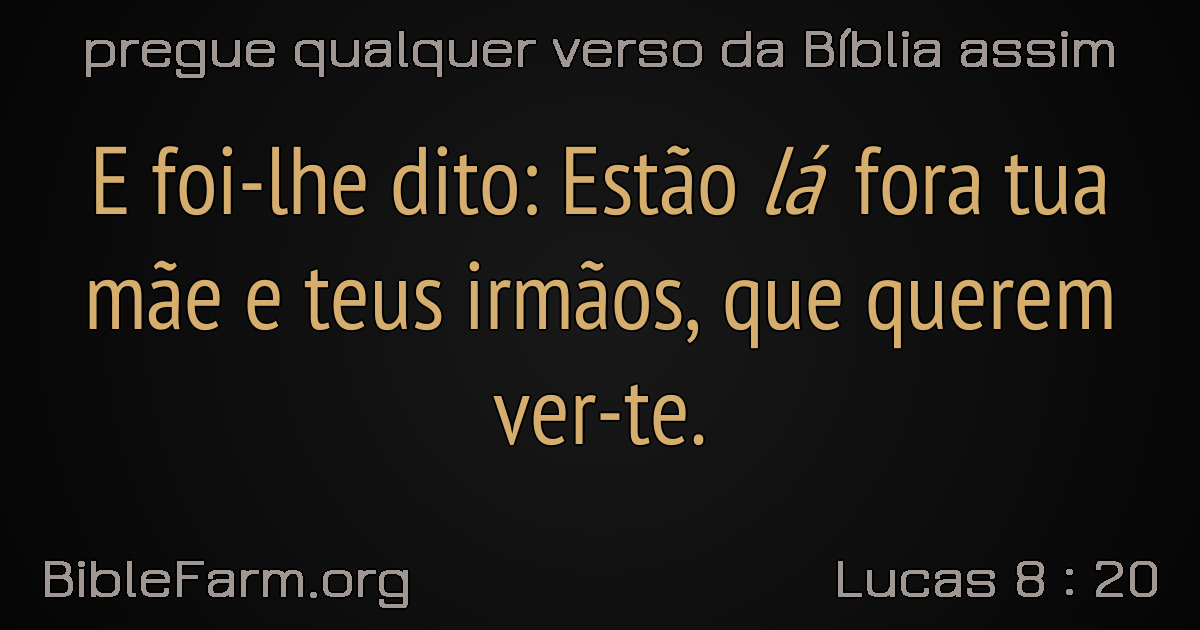 pregue qualquer verso da Bíblia assim
E foi-lhe dito: Estão lá fora tua
mãe e teus irmãos, que querem
ver-te.
BibleFarm.org
Lucas 8 : 20